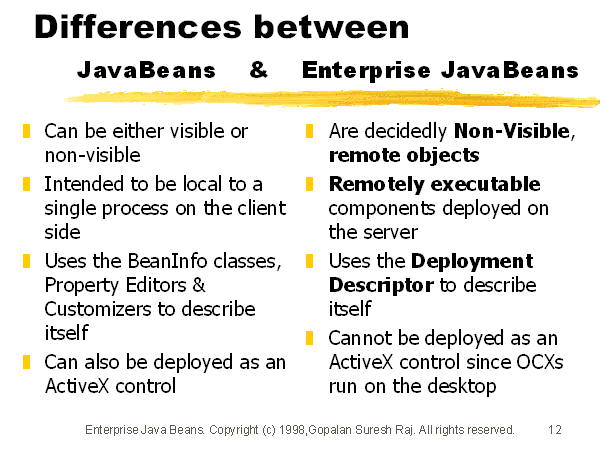 Differences between
JavaBeans & Enterprise JavaBeans
Can be either visible or
non-visible
Intended to be local to a
single process on the client
side
Uses the BeanInfo classes,
Property Editors &
Customizers to describe
itself
Can also be deployed as an
ActiveX control
Are decidedly Non-Visible,
remote objects
Remotely executable
components deployed on
the server
Uses the Deployment
Descriptor to describe
itself
Cannot be deployed as an
ActiveX control since OCXs
run on the desktop
Enterprise Java Beans. Copyright (c) 1998,Gopalan Suresh Raj. All rights reserved. 12